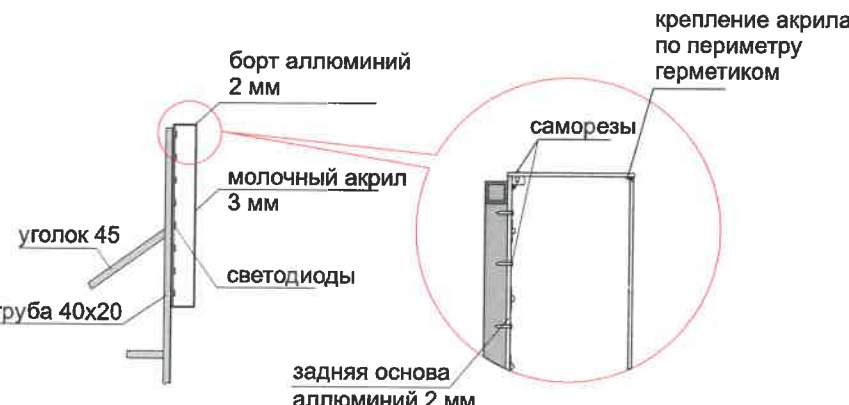 крепление акрила
по периметру
герметиком
борт аллюминий
2 мм
саморезы
молочный акрил
3 мм
уголок 45
светодиоды
труба 40х20
задняя основа
аллюминий 2 мм